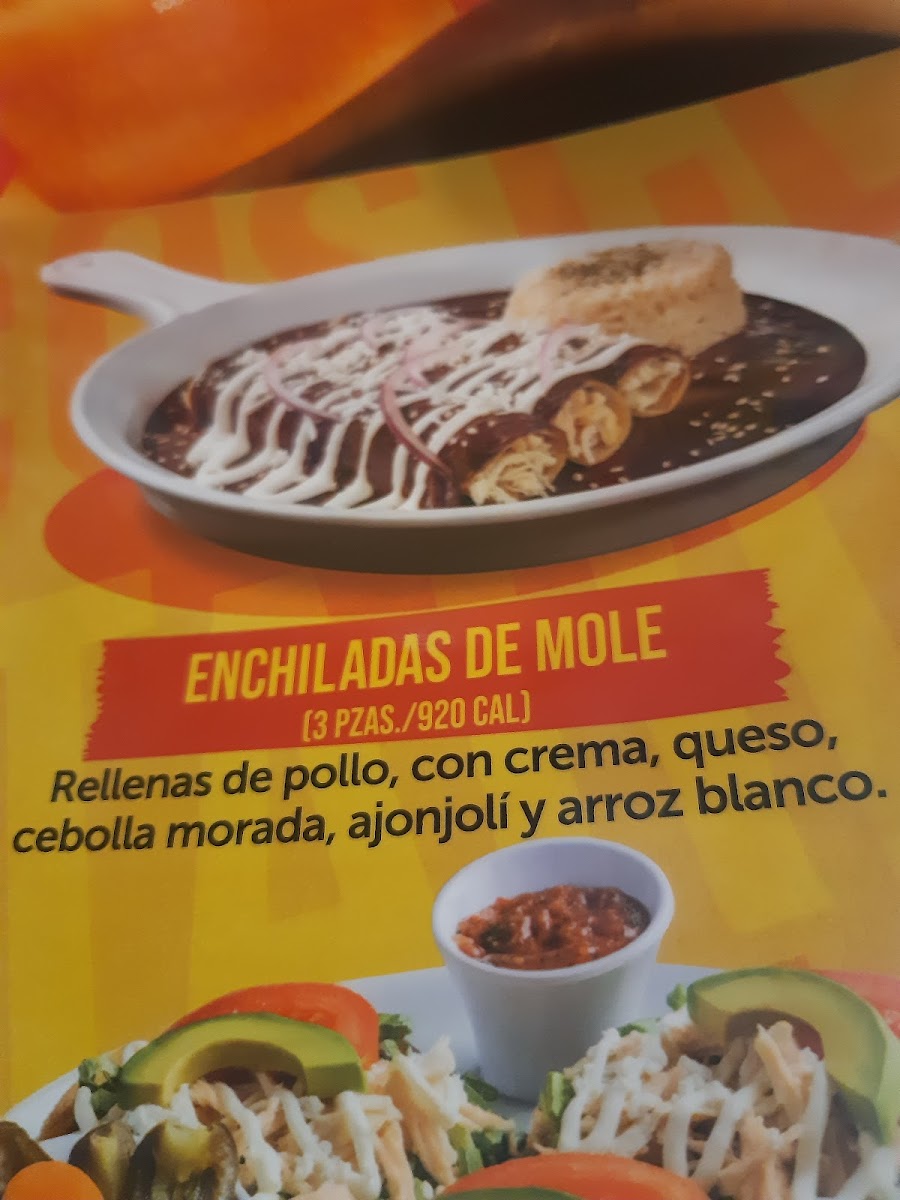 ENCHILADAS DE MOLE
(3 PZAS./920 CAL)
Rellenas de pollo, con crema, queso,
cebolla morada, ajonjolí y arroz blanco.